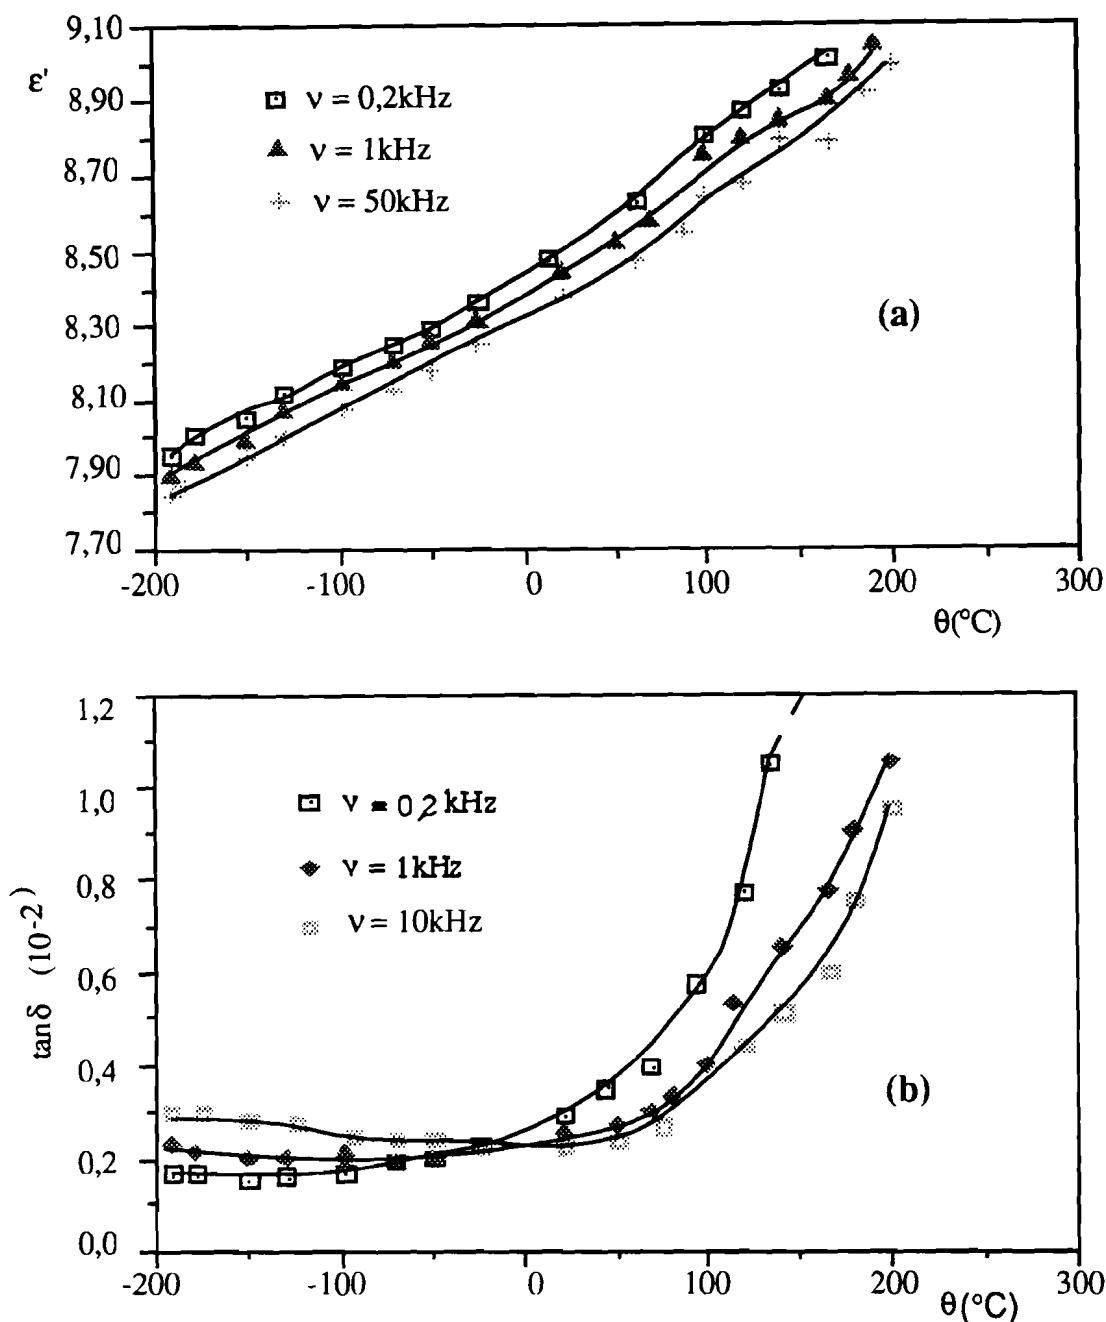 9,10
ε'
8,90
8,70
8,50
8,30
8,10
7,90
7,70
ν = 0,2kHz
ν = 1kHz
ν = 50kHz
(a)
-200 -100 0 100 200 300
θ(°C)
1,2
1,0
0,8
0,6
0,4
0,2
0,0
tanδ (10-2)
ν = 0,2 kHz
ν = 1kHz
ν = 10kHz
(b)
-200 -100 0 100 200 300
θ(°C)